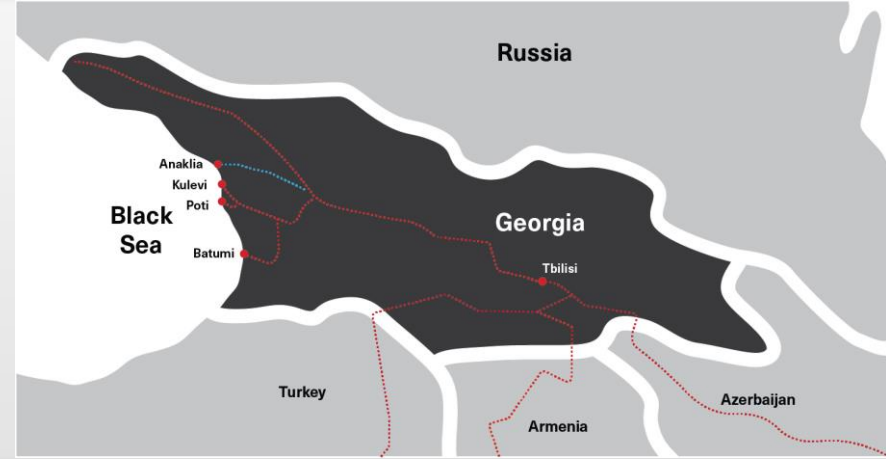 Russia
Anaklia
Kulevi
Poti
Black
Sea
Georgia
Batumi
Tbilisi
Turkey
Azerbaijan
Armenia